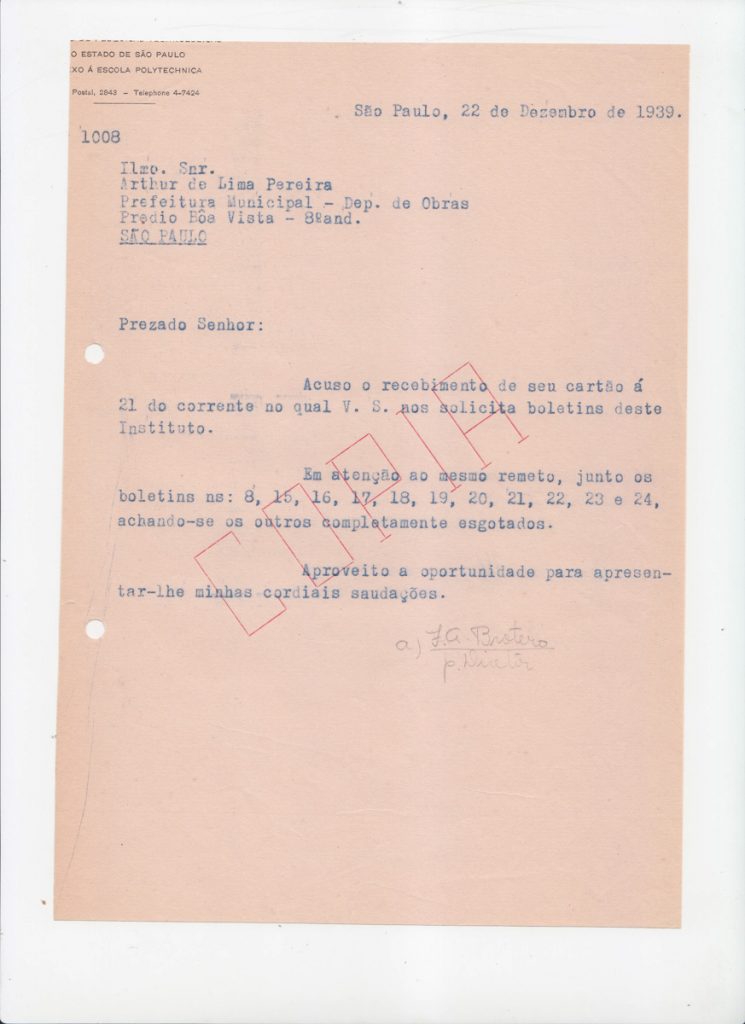 O ESTADO DE SÃO PAULO
EXO Á ESCOLA POLYTECHNICA
Postal, 2843 – Telephone 4-7424
São Paulo, 22 de Dezembro de 1939.
1008
Ilmo. Snr.
Arthur de Lima Pereira
Prefeitura Municipal – Dep. de Obras
Predio Bôa Vista – 8ºand.
SÃO PAULO
Prezado Senhor:
Acuso o recebimento de seu cartão á
21 do corrente no qual V. S. nos solicita boletins deste
Instituto.
Em atenção ao mesmo remeto, junto os
boletins ns: 8, 15, 16, 17, 18, 19, 20, 21, 22, 23 e 24,
achando-se os outros completamente esgotados.
Aproveito a oportunidade para apresen-
tar-lhe minhas cordiais saudações.
COPIA
a) F.A. Brotero
p. Diretôr